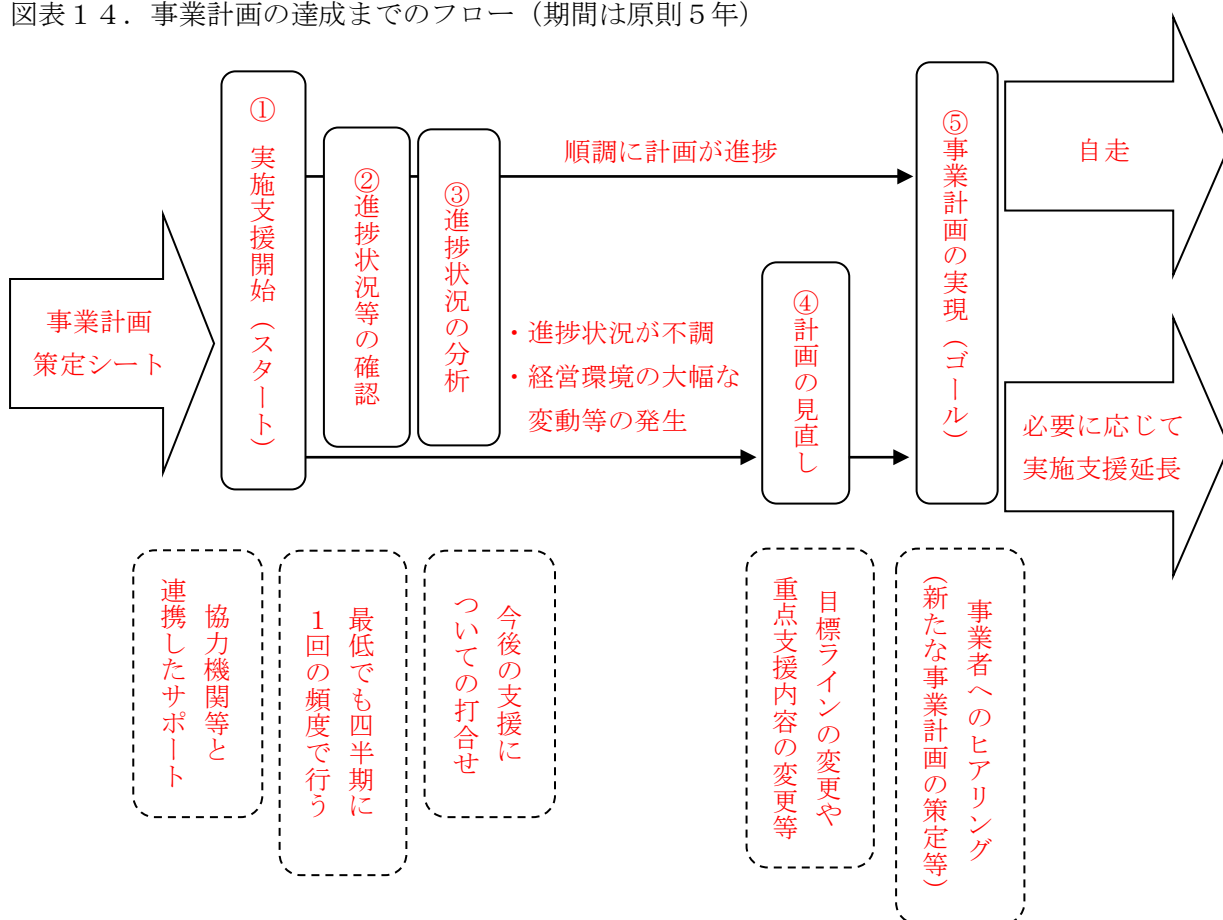 図表１４．事業計画の達成までのフロー（期間は原則５年）
事業計画
策定シート
① 実施支援開始（スタート）
②進捗状況等の確認
③進捗状況の分析
順調に計画が進捗
・進捗状況が不調
・経営環境の大幅な
変動等の発生
④計画の見直し
⑤事業計画の実現（ゴール）
自走
必要に応じて
実施支援延長
協力機関等と
連携したサポート
最低でも四半期に
１回の頻度で行う
今後の支援に
ついての打合せ
目標ラインの変更や
重点支援内容の変更等
事業者へのヒアリング
（新たな事業計画の策定等）